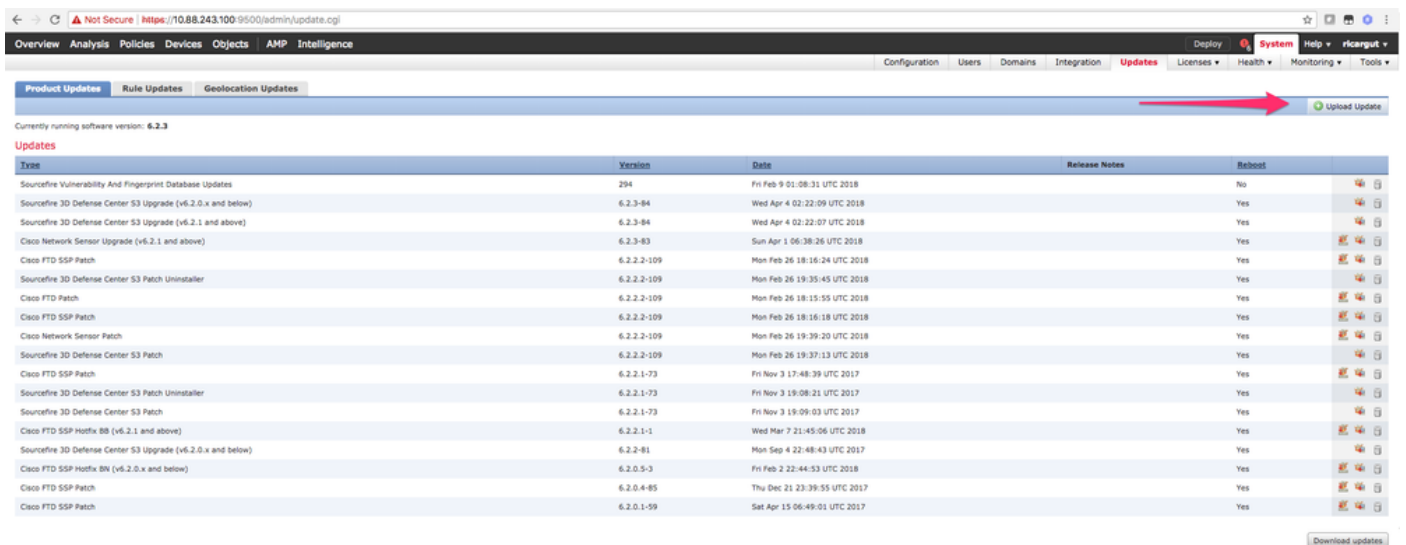 Not Secure | https://10.88.243.100:9500/admin/update.cgi
Overview Analysis Policies Devices Objects AMP Intelligence Deploy 6 System Help ricargut
Configuration Users Domains Integration Updates Licenses Health Monitoring Tools
Product Updates Rule Updates Geolocation Updates
Upload Update
Currently running software version: 6.2.3
Updates
Type Version Date Release Notes Reboot
Sourcefire Vulnerability And Fingerprint Database Updates 294 Fri Feb 9 01:08:31 UTC 2018 No
Sourcefire 3D Defense Center S3 Upgrade (v6.2.0.x and below) 6.2.3-84 Wed Apr 4 02:22:09 UTC 2018 Yes
Sourcefire 3D Defense Center S3 Upgrade (v6.2.1 and above) 6.2.3-84 Wed Apr 4 02:22:07 UTC 2018 Yes
Cisco Network Sensor Upgrade (v6.2.1 and above) 6.2.3-83 Sun Apr 1 06:38:26 UTC 2018 Yes
Cisco FTD SSP Patch 6.2.2.2-109 Mon Feb 26 18:16:24 UTC 2018 Yes
Sourcefire 3D Defense Center S3 Patch Uninstaller 6.2.2.2-109 Mon Feb 26 19:35:45 UTC 2018 Yes
Cisco FTD Patch 6.2.2.2-109 Mon Feb 26 18:15:55 UTC 2018 Yes
Cisco FTD SSP Patch 6.2.2.2-109 Mon Feb 26 18:16:18 UTC 2018 Yes
Cisco Network Sensor Patch 6.2.2.2-109 Mon Feb 26 19:39:20 UTC 2018 Yes
Sourcefire 3D Defense Center S3 Patch 6.2.2.2-109 Mon Feb 26 19:37:13 UTC 2018 Yes
Cisco FTD SSP Patch 6.2.2.1-73 Fri Nov 3 17:48:39 UTC 2017 Yes
Sourcefire 3D Defense Center S3 Patch Uninstaller 6.2.2.1-73 Fri Nov 3 19:08:21 UTC 2017 Yes
Sourcefire 3D Defense Center S3 Patch 6.2.2.1-73 Fri Nov 3 19:09:03 UTC 2017 Yes
Cisco FTD SSP Hotfix BB (v6.2.1 and above) 6.2.2.1-1 Wed Mar 7 21:45:06 UTC 2018 Yes
Sourcefire 3D Defense Center S3 Upgrade (v6.2.0.x and below) 6.2.2-81 Mon Sep 4 22:48:43 UTC 2017 Yes
Cisco FTD SSP Hotfix BN (v6.2.0.x and below) 6.2.0.5-3 Fri Feb 2 22:44:53 UTC 2018 Yes
Cisco FTD SSP Patch 6.2.0.4-85 Thu Dec 21 23:39:55 UTC 2017 Yes
Cisco FTD SSP Patch 6.2.0.1-59 Sat Apr 15 06:49:01 UTC 2017 Yes
Download updates